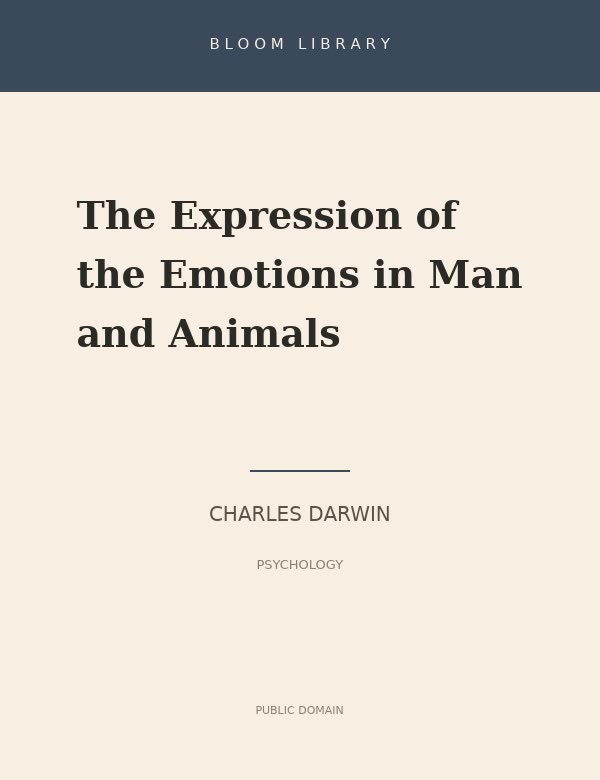 BLOOM LIBRARY
The Expression of
the Emotions in Man
and Animals
CHARLES DARWIN
PSYCHOLOGY
PUBLIC DOMAIN